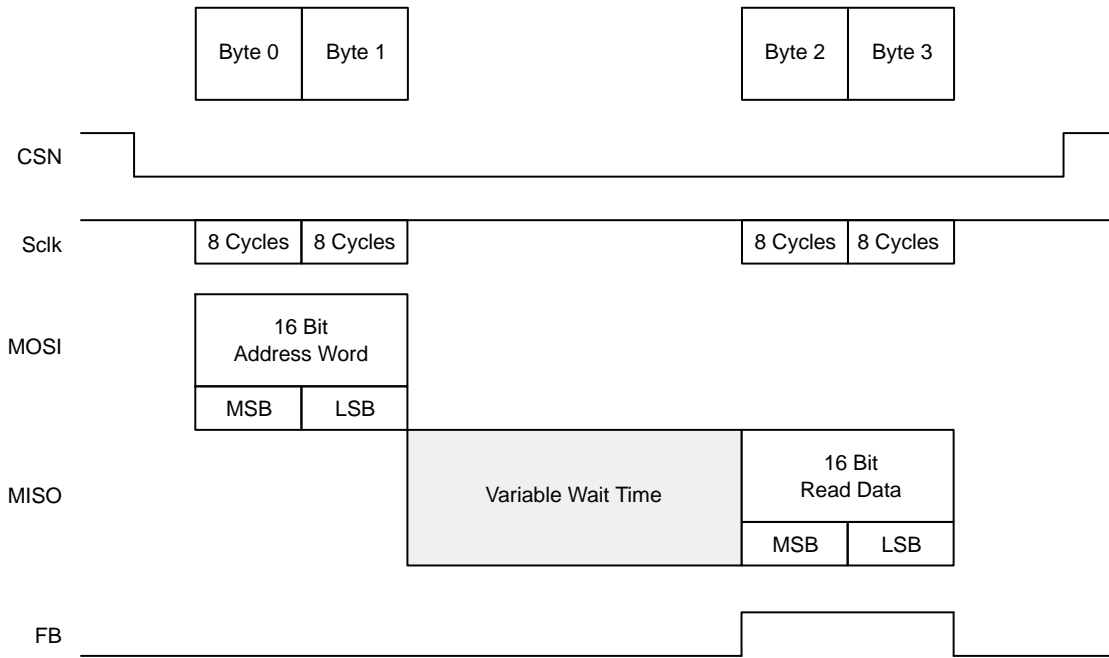 Byte 0 Byte 1 Byte 2 Byte 3
CSN
Sclk 8 Cycles 8 Cycles 8 Cycles 8 Cycles
MOSI
16 Bit
Address Word
MSB LSB
MISO
Variable Wait Time
16 Bit
Read Data
MSB LSB
FB